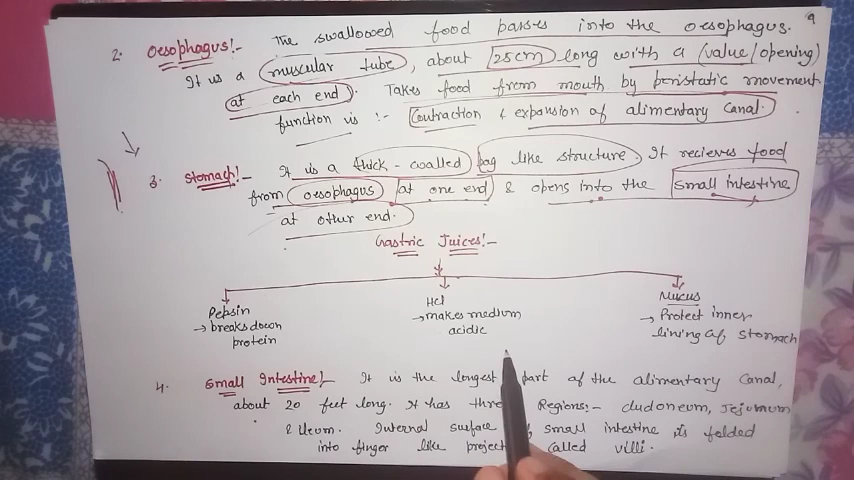 9
2. Oesophagus!- The swallowed food passes into the oesophagus.
It is a muscular tube, about 25cm long with a (value/opening)
at each end. Takes food from mouth by peristatic movement
function is :- Contraction & expansion of alimentary Canal.
3. Stomach!- It is a thick-walled bag like structure. It recieves food
from oesophagus at one end & opens into the small intestine
at other end.
Gastric Juices!-
Pepsin HCl Mucus
→ breaks down →makes medium → Protect inner
protein acidic lining of stomach
4. Small Intestine!- It is the longest part of the alimentary Canal,
about 20 feet long. It has three Regions:- dudoneum, Jejunum
& Ileum. Internal surface of small intestine is folded
into finger like project called villi.